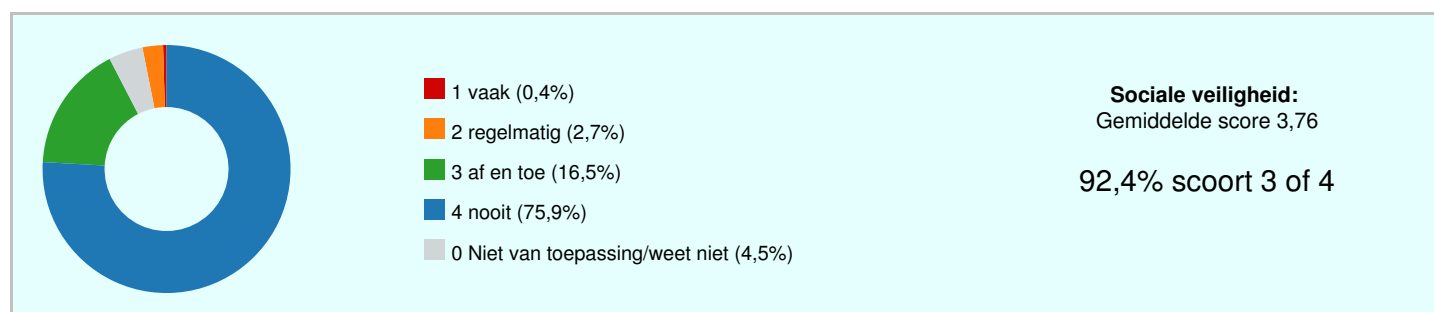 1 vaak (0,4%)
2 regelmatig (2,7%)
3 af en toe (16,5%)
4 nooit (75,9%)
0 Niet van toepassing/weet niet (4,5%)
Sociale veiligheid:
Gemiddelde score 3,76
92,4% scoort 3 of 4